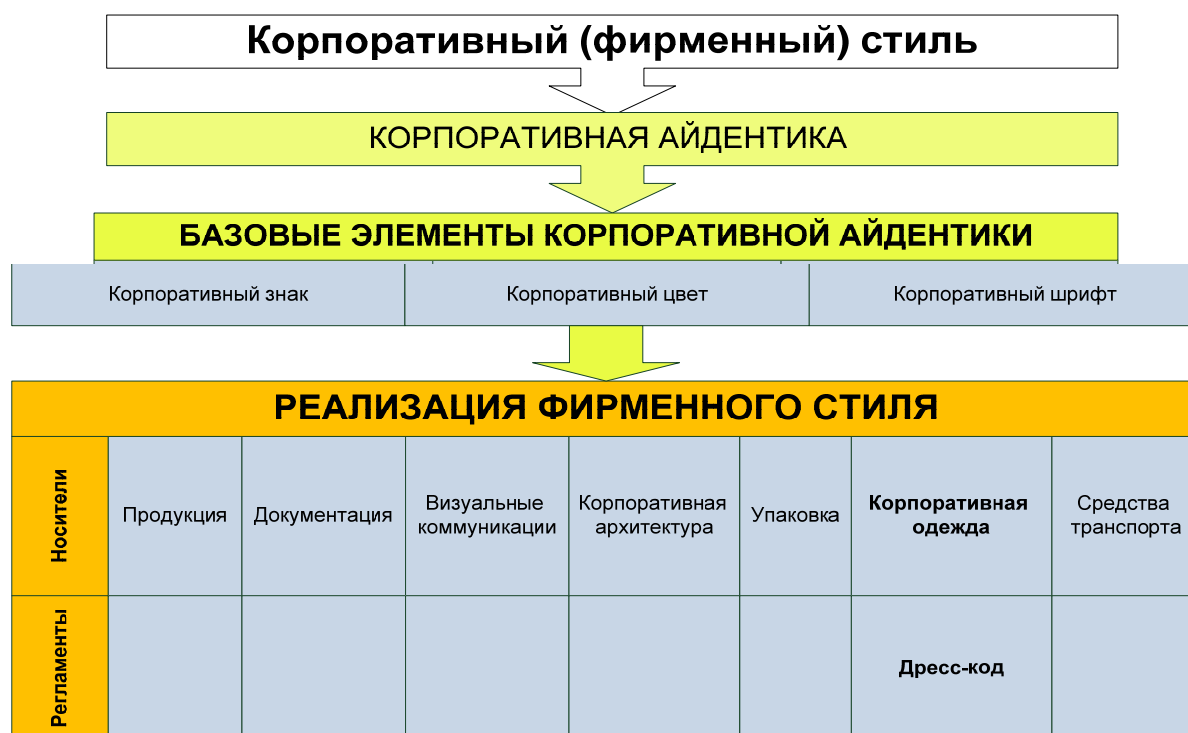 Корпоративный (фирменный) стиль
КОРПОРАТИВНАЯ АЙДЕНТИКА
БАЗОВЫЕ ЭЛЕМЕНТЫ КОРПОРАТИВНОЙ АЙДЕНТИКИ
Корпоративный знак
Корпоративный цвет
Корпоративный шрифт
РЕАЛИЗАЦИЯ ФИРМЕННОГО СТИЛЯ
Носители
Продукция
Документация
Визуальные
коммуникации
Корпоративная
архитектура
Упаковка
Корпоративная
одежда
Средства
транспорта
Регламенты
Дресс-код